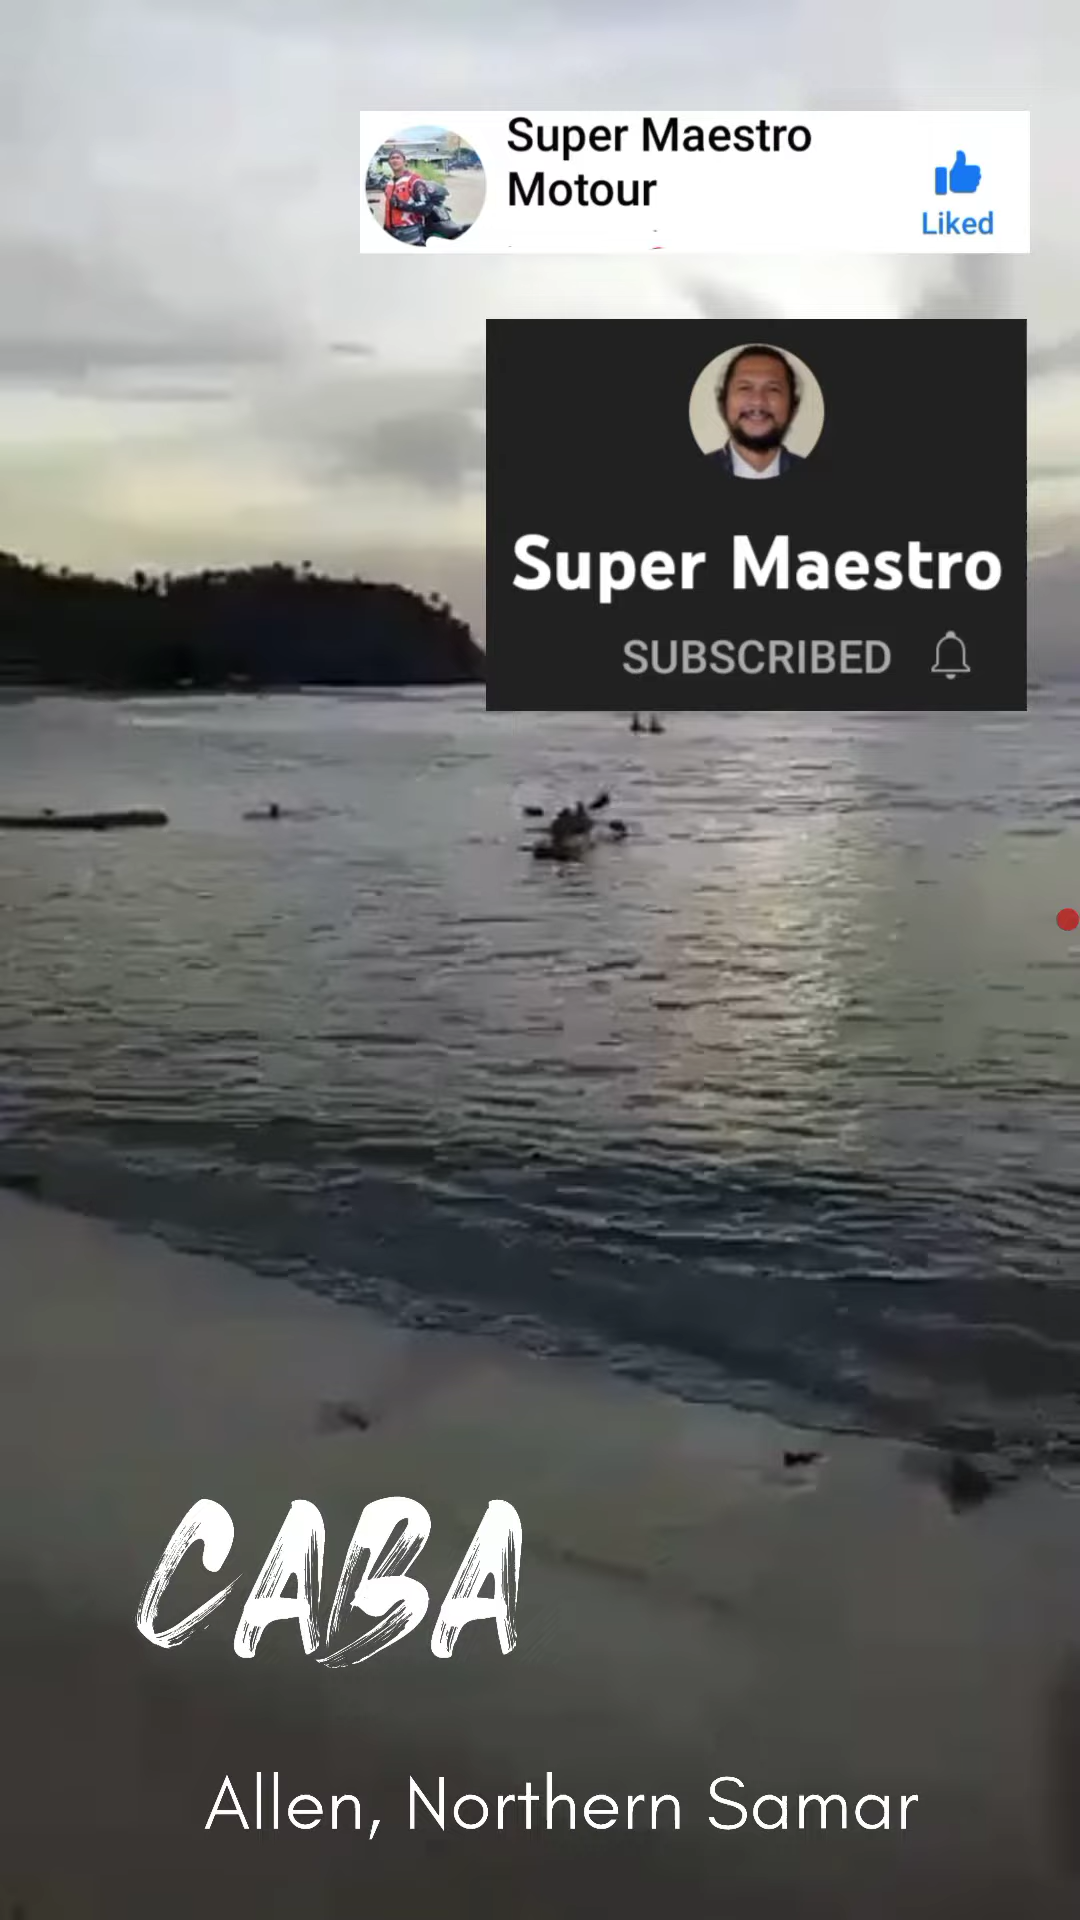 Super Maestro
Motour
Liked
Super Maestro
SUBSCRIBED
CABA
Allen, Northern Samar